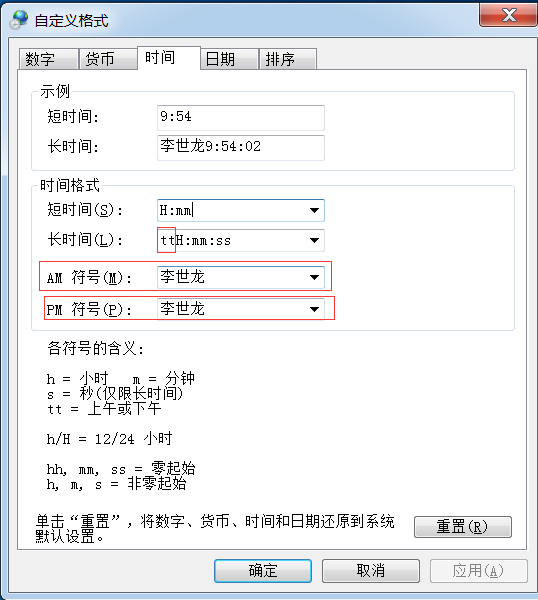 自定义格式
数字 货币 时间 日期 排序
示例
短时间: 9:54
长时间: 李世龙9:54:02
时间格式
短时间(S): H:mm
长时间(L): ttH:mm:ss
AM 符号(M): 李世龙
PM 符号(P): 李世龙
各符号的含义:
h = 小时 m = 分钟
s = 秒(仅限长时间)
tt = 上午或下午
h/H = 12/24 小时
hh, mm, ss = 零起始
h, m, s = 非零起始
单击“重置”,将数字、货币、时间和日期还原到系统
默认设置。
重置(R)
确定 取消 应用(A)